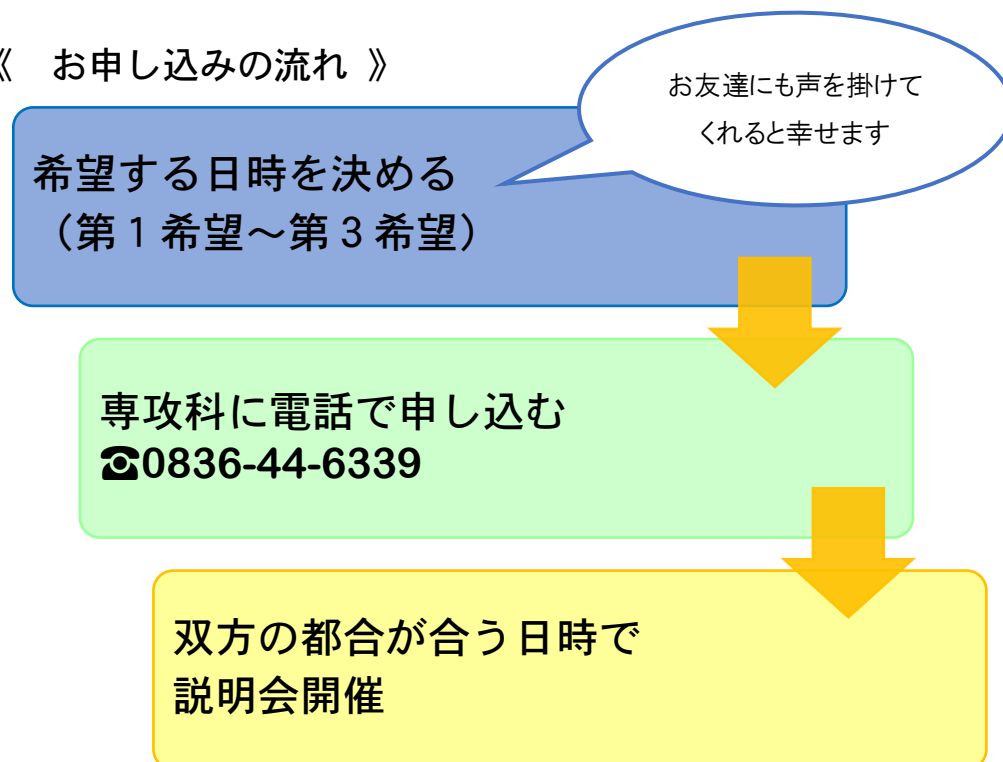 《 お申し込みの流れ 》
お友達にも声を掛けて
くれると幸せます
希望する日時を決める
（第１希望～第３希望）
専攻科に電話で申し込む
☎0836-44-6339
双方の都合が合う日時で
説明会開催